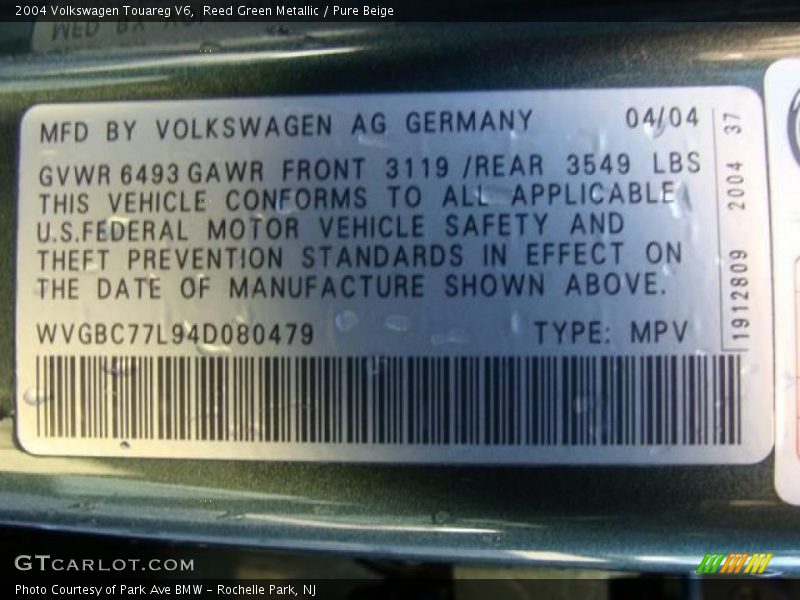 2004 Volkswagen Touareg V6,  Reed Green Metallic / Pure Beige
MFD BY VOLKSWAGEN AG GERMANY 04/04
GVWR 6493 GAWR FRONT 3119 /REAR 3549 LBS
THIS VEHICLE CONFORMS TO ALL APPLICABLE
U.S.FEDERAL MOTOR VEHICLE SAFETY AND
THEFT PREVENTION STANDARDS IN EFFECT ON
THE DATE OF MANUFACTURE SHOWN ABOVE.
WVGBC77L94D080479 TYPE: MPV
1912809 2004 37
GTCARLOT.COM
Photo Courtesy of Park Ave BMW - Rochelle Park, NJ